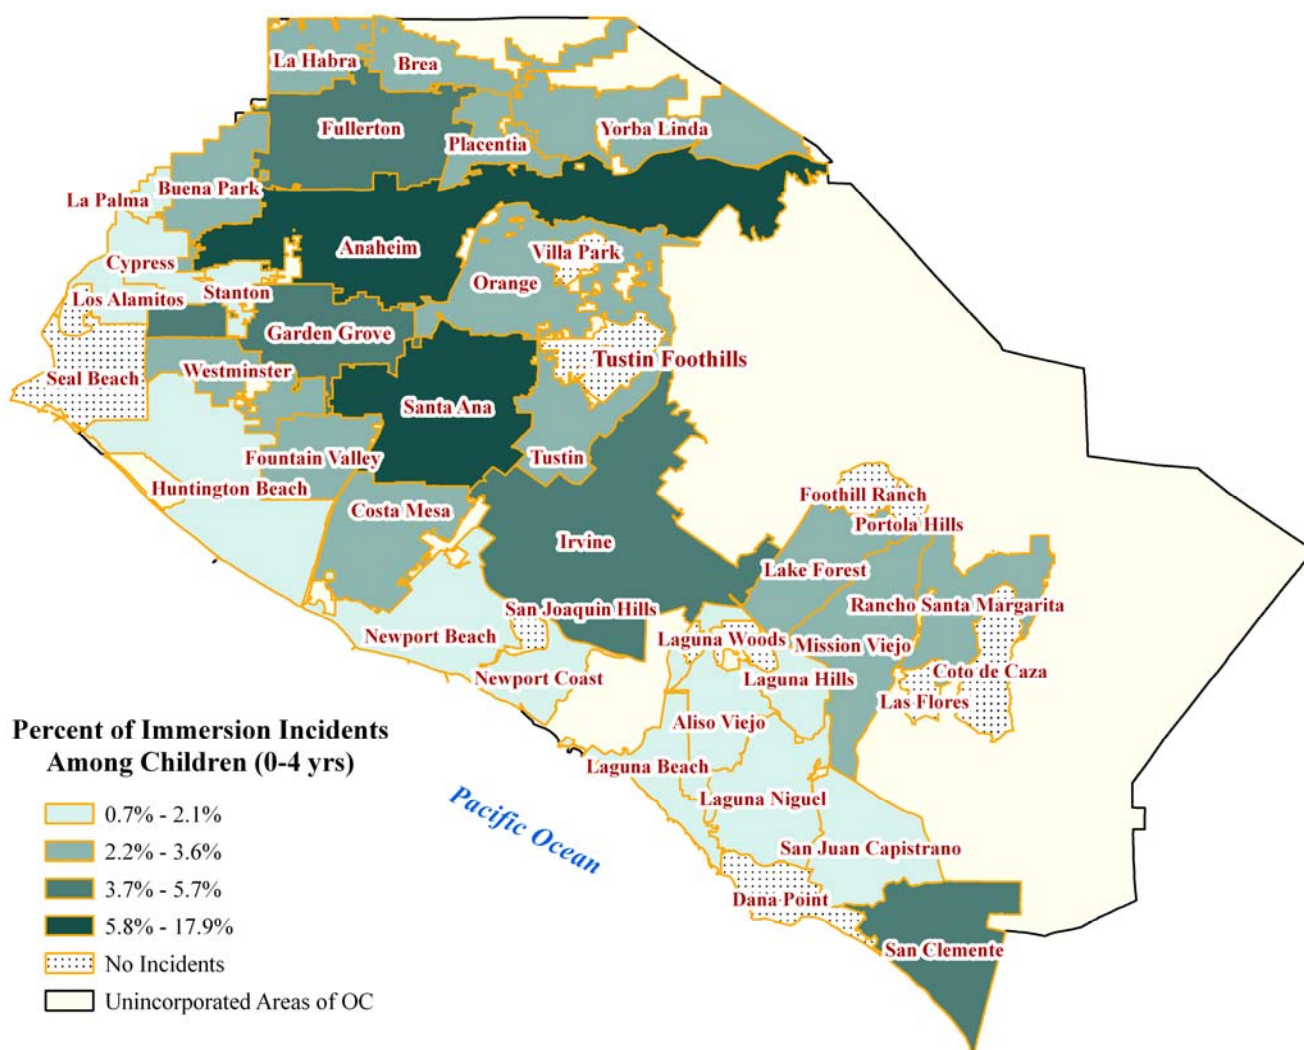 La Habra
Brea
Fullerton
Placentia
Yorba Linda
La Palma
Buena Park
Anaheim
Villa Park
Orange
Cypress
Stanton
Los Alamitos
Garden Grove
Tustin Foothills
Seal Beach
Westminster
Santa Ana
Tustin
Fountain Valley
Huntington Beach
Costa Mesa
Irvine
Foothill Ranch
Portola Hills
Lake Forest
Rancho Santa Margarita
San Joaquin Hills
Newport Beach
Laguna Woods
Mission Viejo
Newport Coast
Laguna Hills
Coto de Caza
Las Flores
Aliso Viejo
Laguna Beach
Laguna Niguel
San Juan Capistrano
Dana Point
San Clemente
Pacific Ocean
Percent of Immersion Incidents
Among Children (0-4 yrs)
0.7% - 2.1%
2.2% - 3.6%
3.7% - 5.7%
5.8% - 17.9%
No Incidents
Unincorporated Areas of OC